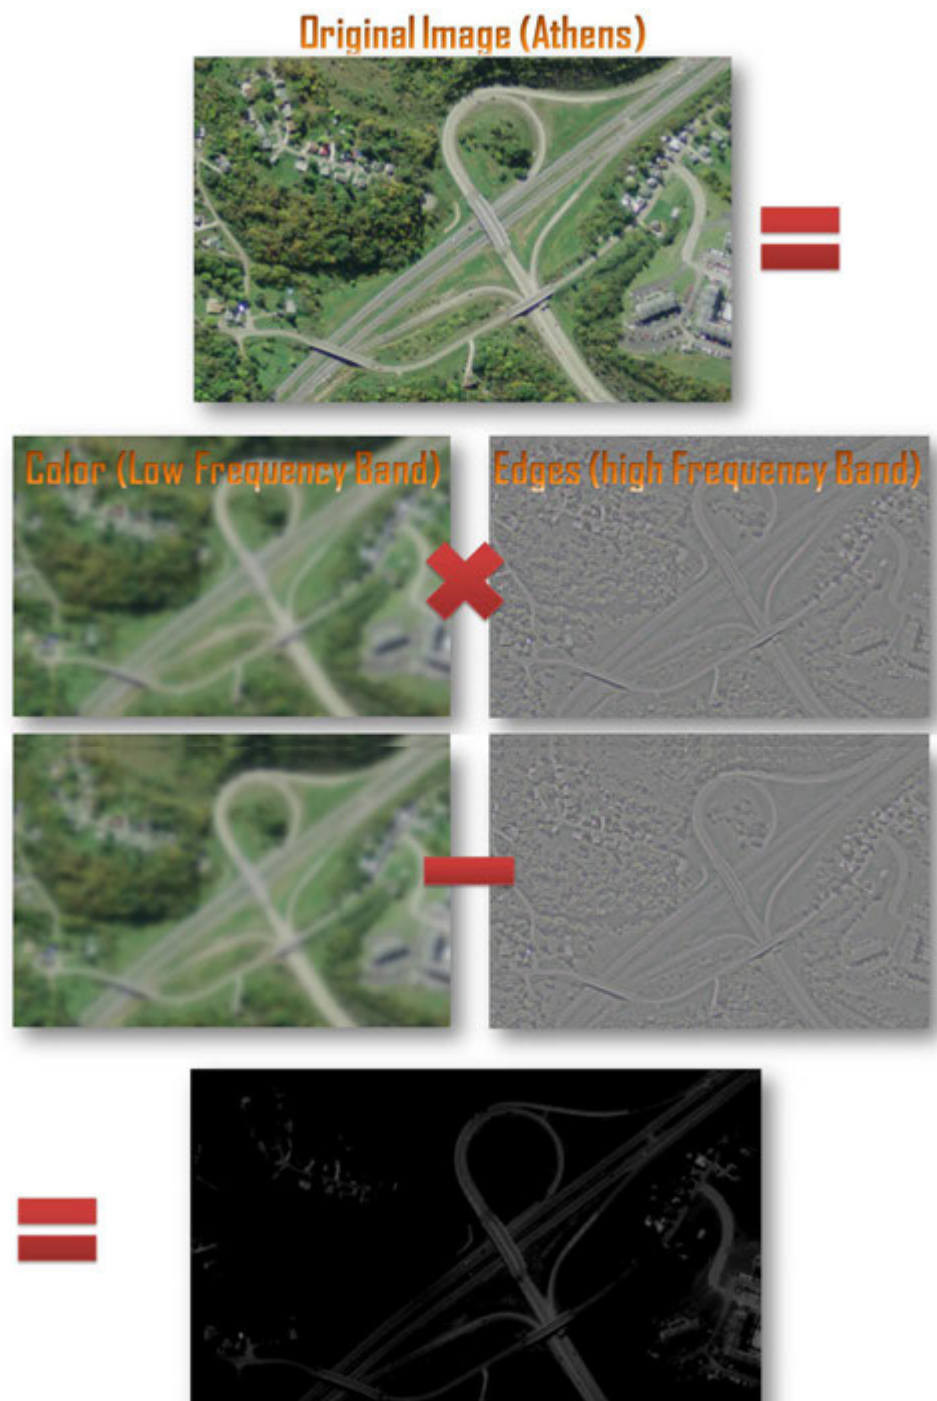 Original Image (Athens)
Color (Low Frequency Band)
Edges (high Frequency Band)